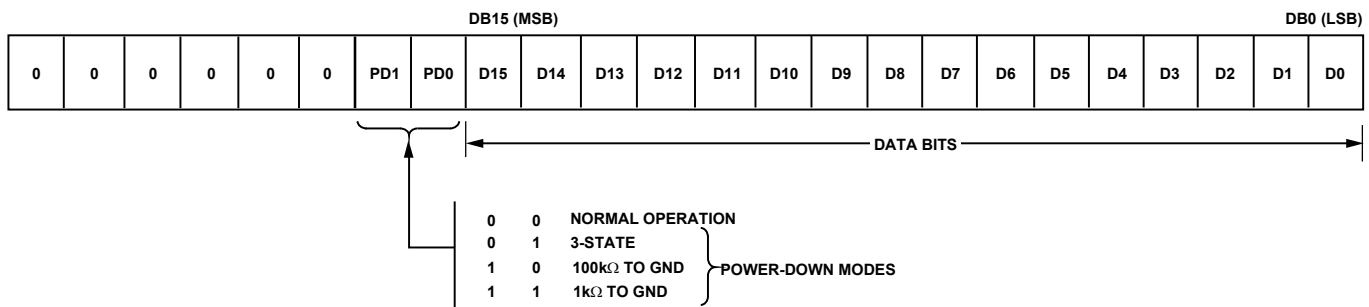 DB15 (MSB) DB0 (LSB)
0 0 0 0 0 0 PD1 PD0 D15 D14 D13 D12 D11 D10 D9 D8 D7 D6 D5 D4 D3 D2 D1 D0
DATA BITS
0 0 NORMAL OPERATION
0 1 3-STATE
1 0 100kΩ TO GND
POWER-DOWN MODES
1 1 1kΩ TO GND